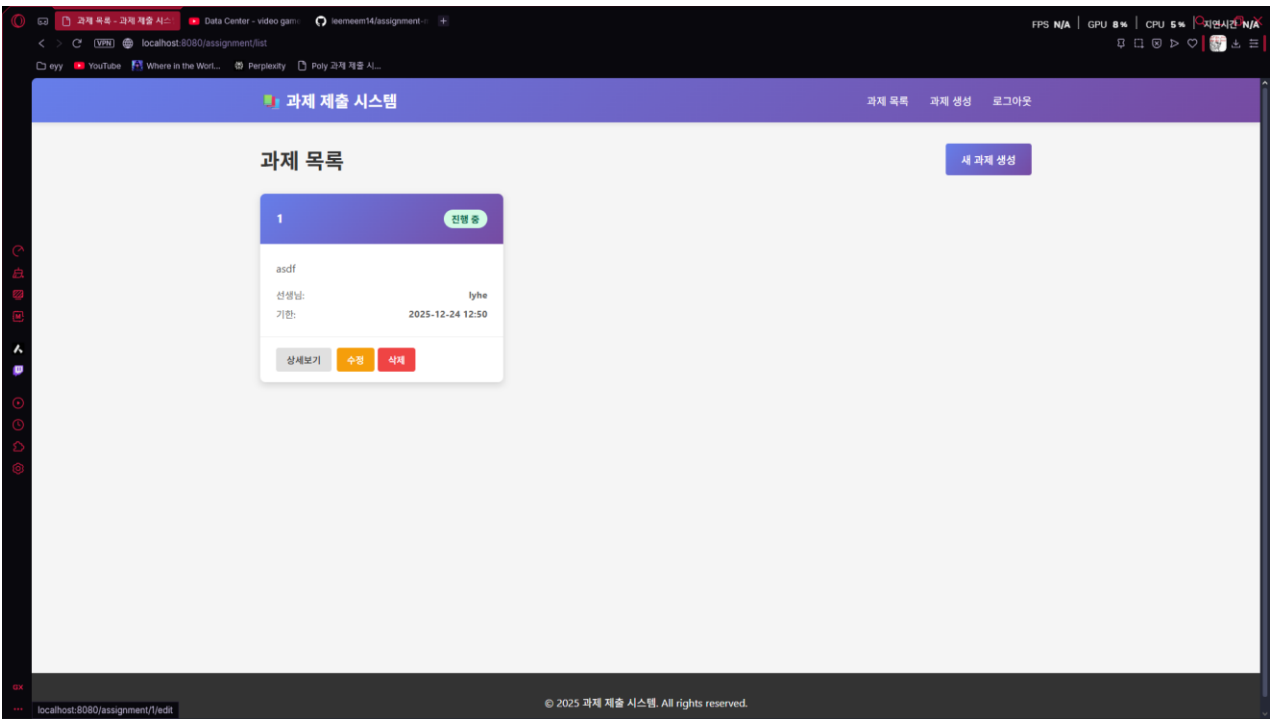 과제 목록 - 과제 제출 시스
Data Center - video gam
leemeem14/assignment-
FPS N/A
GPU 8%
CPU 5%
지연시간 N/A
VPN
localhost:8080/assignment/list
eyy
YouTube
Where in the Worl...
Perplexity
Poly 과제 제출 시...
과제 제출 시스템
과제 목록
과제 생성
로그아웃
과제 목록
새 과제 생성
1
진행 중
asdf
선생님:
lyhe
기한:
2025-12-24 12:50
상세보기
수정
삭제
© 2025 과제 제출 시스템. All rights reserved.
GX
localhost:8080/assignment/1/edit